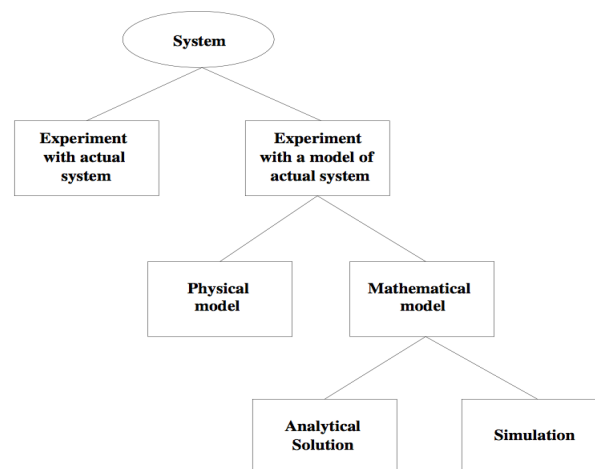 System
Experiment
with actual
system
Experiment
with a model of
actual system
Physical
model
Mathematical
model
Analytical
Solution
Simulation